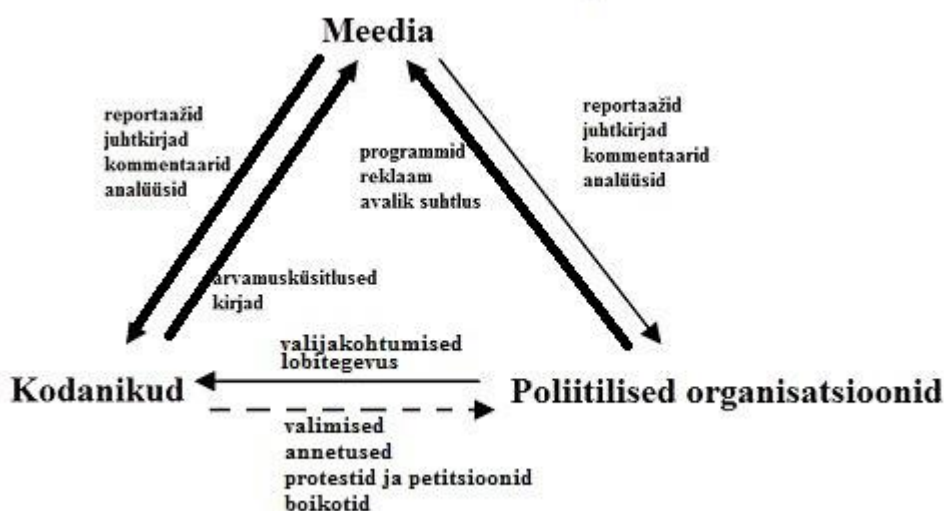 Meedia
reportaažid
juhtkirjad
kommentaarid
analüüsid
programmid
reklaam
avalik suhtlus
reportaažid
juhtkirjad
kommentaarid
analüüsid
arvamusküsitlused
kirjad
valijakohtumised
lobitegevus
Kodanikud
Poliitilised organisatsioonid
valimised
annetused
protestid ja petitsioonid
boikotid